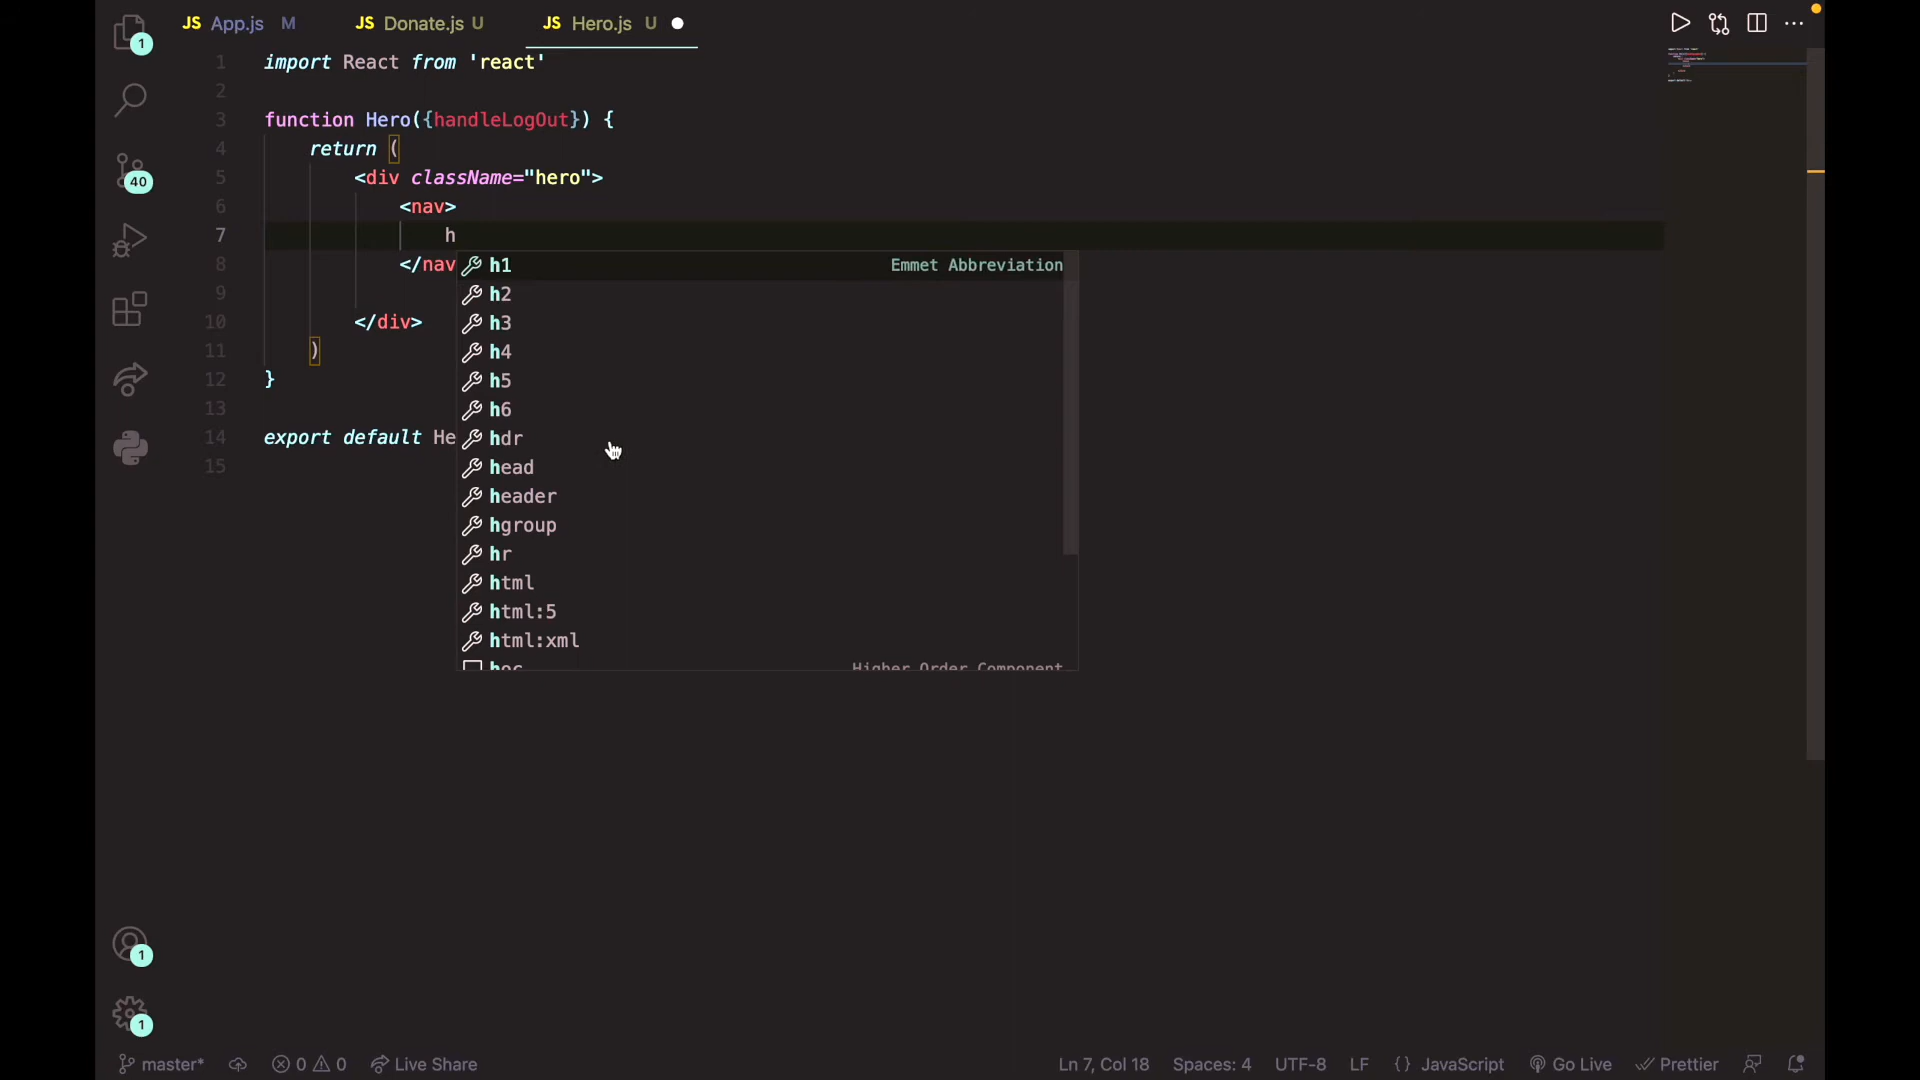 JS App.js M JS Donate.js U JS Hero.js U
1
1 import React from 'react'
2
3 function Hero({handleLogOut}) {
4 return (
40
5 <div className="hero">
6 <nav>
7 h
8 </nav
h1 Emmet Abbreviation
9
h2
10 </div>
h3
11 )
h4
12 }
h5
13
h6
14 export default He
hdr
15
head
header
hgroup
hr
html
html:5
html:xml
hoc Higher Order Component
1
1
master* 0 0 Live Share Ln 7, Col 18 Spaces: 4 UTF-8 LF {} JavaScript Go Live Prettier